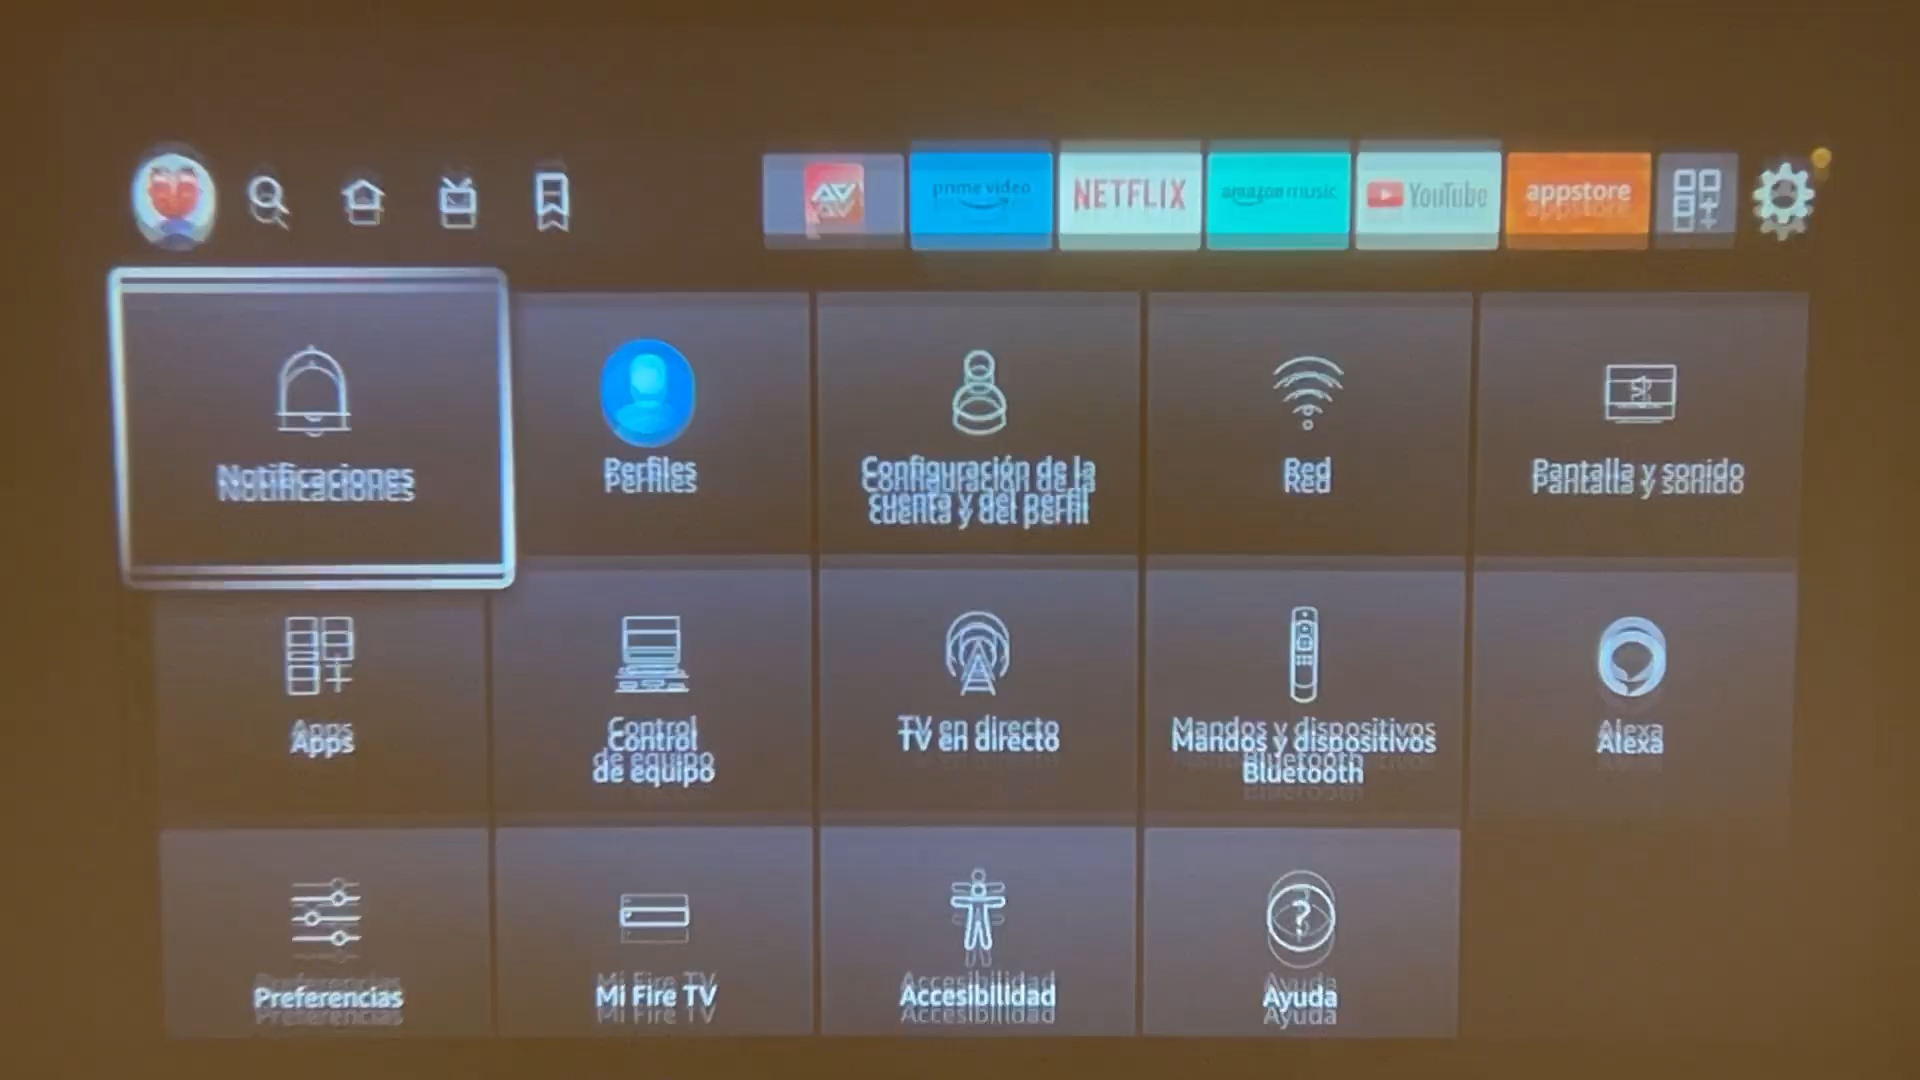 prime video
NETFLIX
amazon music
YouTube
appstore
Notificaciones
Perfiles
Configuración de la
cuenta y del perfil
Red
Pantalla y sonido
Apps
Control
de equipo
TV en directo
Mandos y dispositivos
Bluetooth
Alexa
Preferencias
Mi Fire TV
Accesibilidad
Ayuda